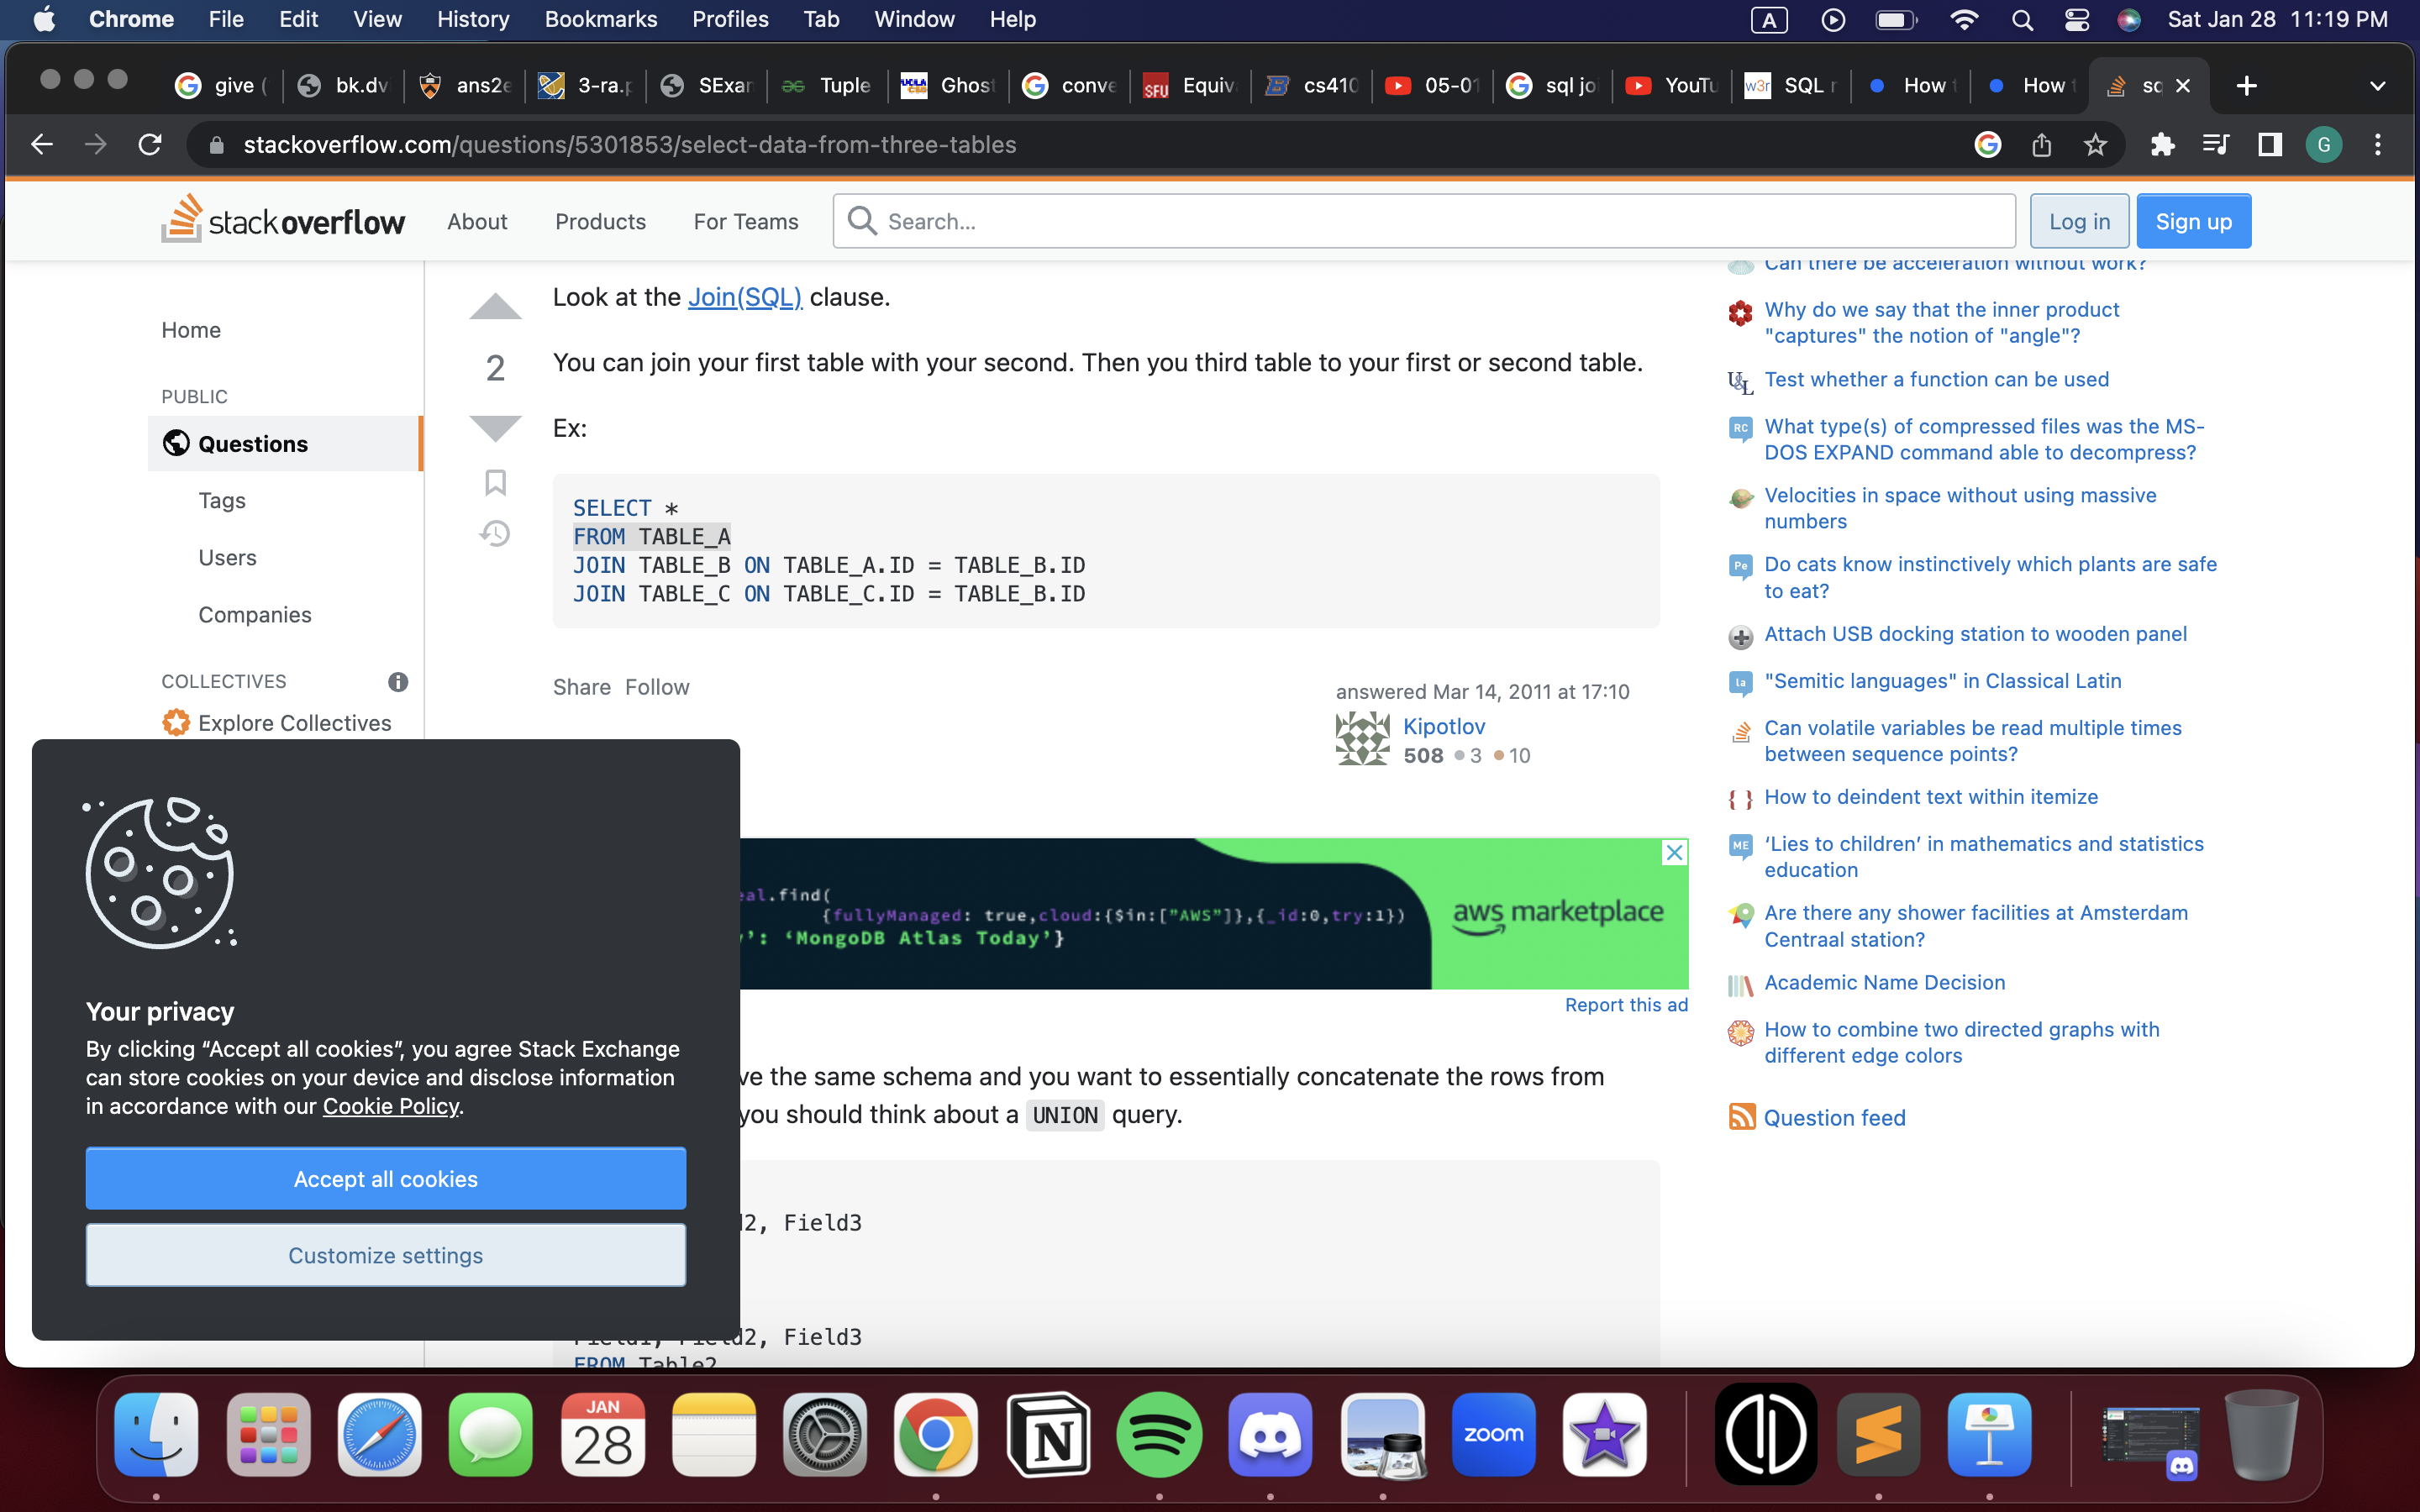 Chrome File Edit View History Bookmarks Profiles Tab Window Help A Sat Jan 28 11:19 PM
give ( bk.dv ans2e 3-ra.p SExar Tuple Ghost conve Equiv cs410 05-01 sql joi YouTu w3r SQL r How t How t sq
stackoverflow.com/questions/5301853/select-data-from-three-tables G
stackoverflow About Products For Teams Search... Log in Sign up
Home
PUBLIC
Questions
Tags
Users
Companies
COLLECTIVES
Explore Collectives
Look at the Join(SQL) clause.
2
You can join your first table with your second. Then you third table to your first or second table.
Ex:
SELECT *
FROM TABLE_A
JOIN TABLE_B ON TABLE_A.ID = TABLE_B.ID
JOIN TABLE_C ON TABLE_C.ID = TABLE_B.ID
Share Follow
answered Mar 14, 2011 at 17:10
Kipotlov
508 3 10
eal.find(
{fullyManaged: true,cloud:{$in:["AWS"]},{_id:0,try:1})
’: ‘MongoDB Atlas Today’}
aws marketplace
Report this ad
ve the same schema and you want to essentially concatenate the rows from
you should think about a UNION query.
d2, Field3
Field1, Field2, Field3
FROM Table2
Your privacy
By clicking “Accept all cookies”, you agree Stack Exchange
can store cookies on your device and disclose information
in accordance with our Cookie Policy.
Accept all cookies
Customize settings
Can there be acceleration without work?
Why do we say that the inner product
"captures" the notion of "angle"?
U&L Test whether a function can be used
RC What type(s) of compressed files was the MS-
DOS EXPAND command able to decompress?
Velocities in space without using massive
numbers
Pe Do cats know instinctively which plants are safe
to eat?
Attach USB docking station to wooden panel
la "Semitic languages" in Classical Latin
Can volatile variables be read multiple times
between sequence points?
{ } How to deindent text within itemize
ME ‘Lies to children’ in mathematics and statistics
education
Are there any shower facilities at Amsterdam
Centraal station?
Academic Name Decision
How to combine two directed graphs with
different edge colors
Question feed
JAN
28
zoom